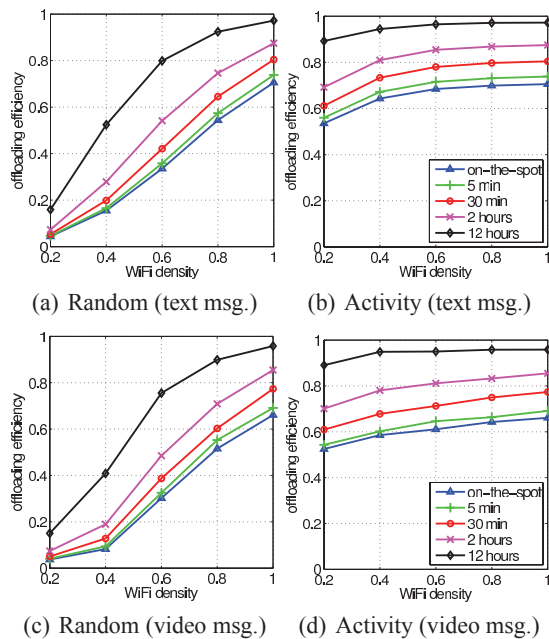 1
0.8
0.6
0.4
0.2
0
offloading efficiency
0.2 0.4 0.6 0.8 1
WiFi density
(a) Random (text msg.)
1
0.8
0.6
0.4
0.2
0
offloading efficiency
on-the-spot
5 min
30 min
2 hours
12 hours
0.2 0.4 0.6 0.8 1
WiFi density
(b) Activity (text msg.)
1
0.8
0.6
0.4
0.2
0
offloading efficiency
0.2 0.4 0.6 0.8 1
WiFi density
(c) Random (video msg.)
1
0.8
0.6
0.4
0.2
0
offloading efficiency
on-the-spot
5 min
30 min
2 hours
12 hours
0.2 0.4 0.6 0.8 1
WiFi density
(d) Activity (video msg.)